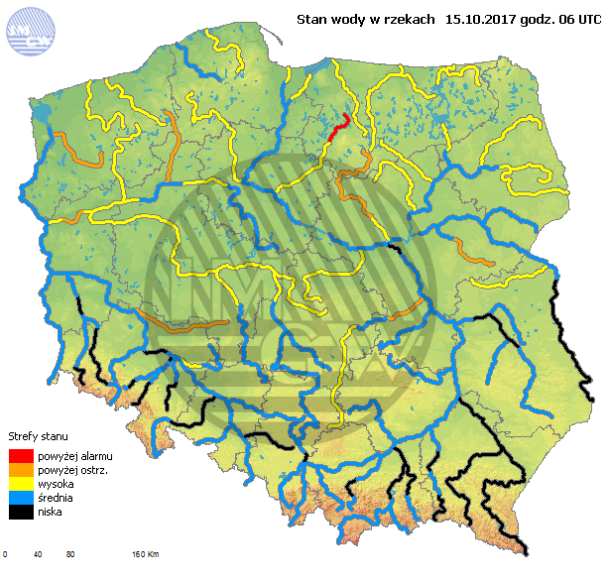 Stan wody w rzekach 15.10.2017 godz. 06 UTC
Strefy stanu
powyżej alarmu
powyżej ostrz.
wysoka
średnia
niska
0 40 80 160 Km